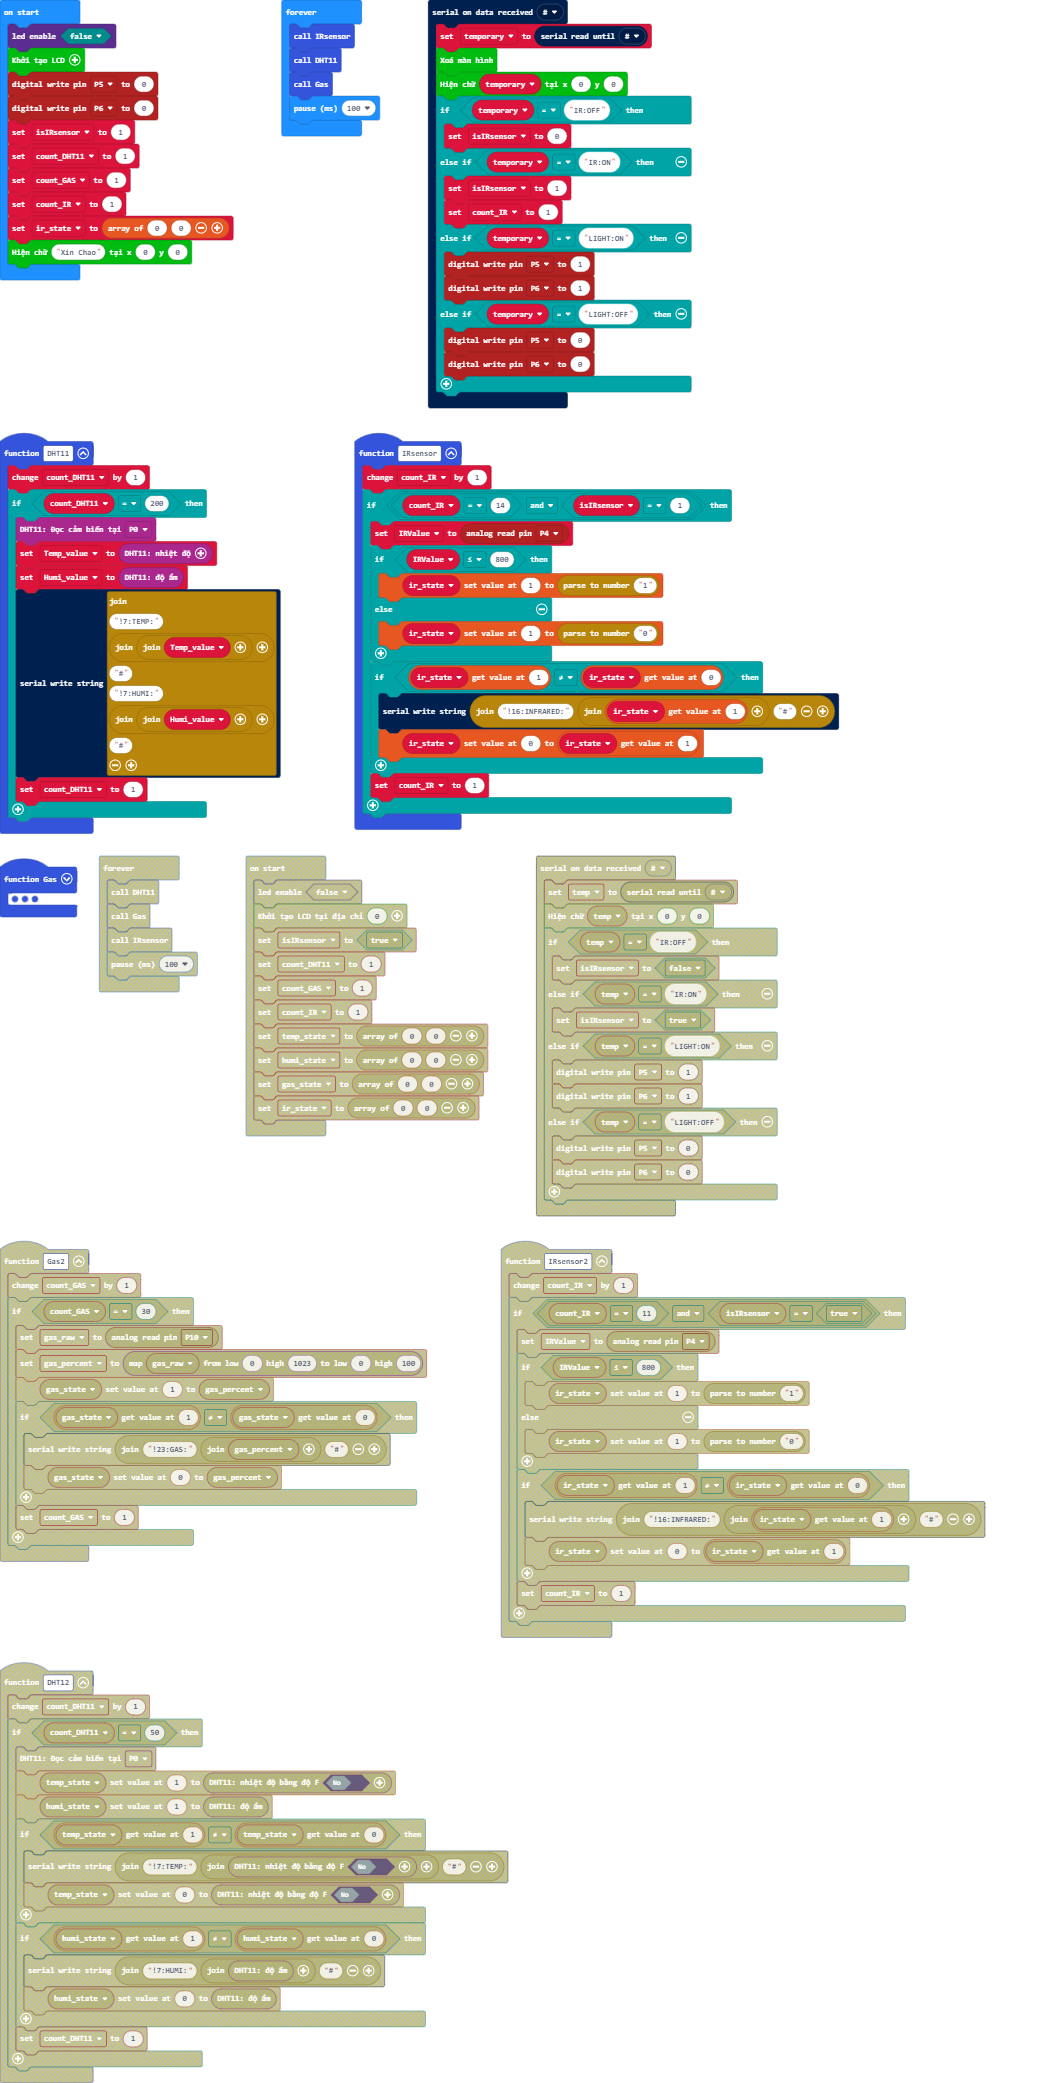 on start
led enable false
Khởi tạo LCD
digital write pin P5 to 0
digital write pin P6 to 0
set isIRsensor to 1
set count_DHT11 to 1
set count_GAS to 1
set count_IR to 1
set ir_state to array of 0 0
Hiện chữ "Xin Chao" tại x 0 y 0
forever
call IRsensor
call DHT11
call Gas
pause (ms) 100
serial on data received #
set temporary to serial read until #
Xoá màn hình
Hiện chữ temporary tại x 0 y 0
if temporary = "IR:OFF" then
set isIRsensor to 0
else if temporary = "IR:ON" then
set isIRsensor to 1
set count_IR to 1
else if temporary = "LIGHT:ON" then
digital write pin P5 to 1
digital write pin P6 to 1
else if temporary = "LIGHT:OFF" then
digital write pin P5 to 0
digital write pin P6 to 0
function DHT11
change count_DHT11 by 1
if count_DHT11 = 200 then
DHT11: Đọc cảm biến tại P0
set Temp_value to DHT11: nhiệt độ
set Humi_value to DHT11: độ ẩm
join
"!7:TEMP:"
join join Temp_value
"#"
serial write string
"!7:HUMI:"
join join Humi_value
"#"
set count_DHT11 to 1
function IRsensor
change count_IR by 1
if count_IR = 14 and isIRsensor = 1 then
set IRValue to analog read pin P4
if IRValue ≤ 800 then
ir_state set value at 1 to parse to number "1"
else
ir_state set value at 1 to parse to number "0"
if ir_state get value at 1 ≠ ir_state get value at 0 then
serial write string join "!16:INFRARED:" join ir_state get value at 1 "#"
ir_state set value at 0 to ir_state get value at 1
set count_IR to 1
function Gas
forever
call DHT11
call Gas
call IRsensor
pause (ms) 100
on start
led enable false
Khởi tạo LCD tại địa chỉ 0
set isIRsensor to true
set count_DHT11 to 1
set count_GAS to 1
set count_IR to 1
set temp_state to array of 0 0
set humi_state to array of 0 0
set gas_state to array of 0 0
set ir_state to array of 0 0
serial on data received #
set temp to serial read until #
Hiện chữ temp tại x 0 y 0
if temp = "IR:OFF" then
set isIRsensor to false
else if temp = "IR:ON" then
set isIRsensor to true
else if temp = "LIGHT:ON" then
digital write pin P5 to 1
digital write pin P6 to 1
else if temp = "LIGHT:OFF" then
digital write pin P5 to 0
digital write pin P6 to 0
function Gas2
change count_GAS by 1
if count_GAS = 30 then
set gas_raw to analog read pin P10
set gas_percent to map gas_raw from low 0 high 1023 to low 0 high 100
gas_state set value at 1 to gas_percent
if gas_state get value at 1 ≠ gas_state get value at 0 then
serial write string join "!23:GAS:" join gas_percent "#"
gas_state set value at 0 to gas_percent
set count_GAS to 1
function IRsensor2
change count_IR by 1
if count_IR = 11 and isIRsensor = true then
set IRValue to analog read pin P4
if IRValue ≤ 800 then
ir_state set value at 1 to parse to number "1"
else
ir_state set value at 1 to parse to number "0"
if ir_state get value at 1 ≠ ir_state get value at 0 then
serial write string join "!16:INFRARED:" join ir_state get value at 1 "#"
ir_state set value at 0 to ir_state get value at 1
set count_IR to 1
function DHT12
change count_DHT11 by 1
if count_DHT11 = 50 then
DHT11: Đọc cảm biến tại P0
temp_state set value at 1 to DHT11: nhiệt độ bằng độ F No
humi_state set value at 1 to DHT11: độ ẩm
if temp_state get value at 1 ≠ temp_state get value at 0 then
serial write string join "!7:TEMP:" join DHT11: nhiệt độ bằng độ F No "#"
temp_state set value at 0 to DHT11: nhiệt độ bằng độ F No
if humi_state get value at 1 ≠ humi_state get value at 0 then
serial write string join "!7:HUMI:" join DHT11: độ ẩm "#"
humi_state set value at 0 to DHT11: độ ẩm
set count_DHT11 to 1